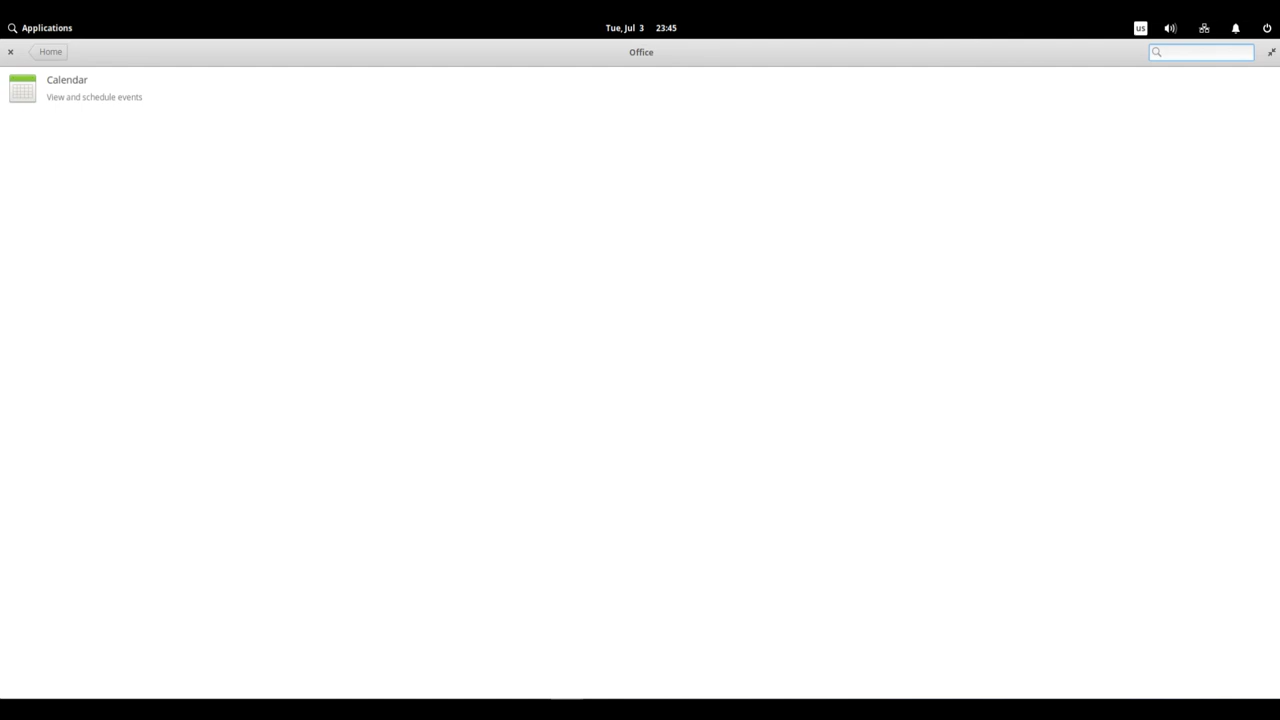 Applications
Tue, Jul 3 23:45
us
Home
Office
Calendar
View and schedule events